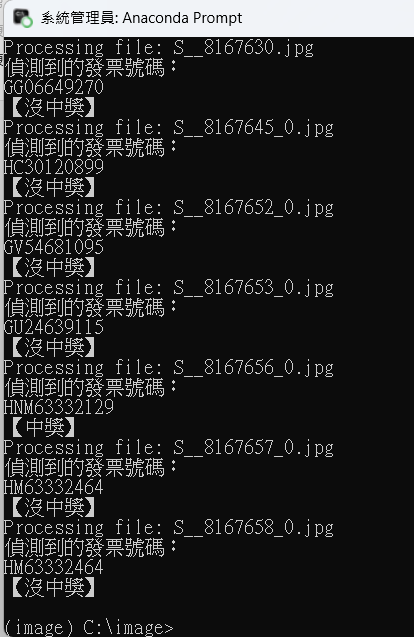 系統管理員: Anaconda Prompt
Processing file: S__8167630.jpg
偵測到的發票號碼：
GG06649270
【沒中獎】
Processing file: S__8167645_0.jpg
偵測到的發票號碼：
HC30120899
【沒中獎】
Processing file: S__8167652_0.jpg
偵測到的發票號碼：
GV54681095
【沒中獎】
Processing file: S__8167653_0.jpg
偵測到的發票號碼：
GU24639115
【沒中獎】
Processing file: S__8167656_0.jpg
偵測到的發票號碼：
HNM63332129
【中獎】
Processing file: S__8167657_0.jpg
偵測到的發票號碼：
HM63332464
【沒中獎】
Processing file: S__8167658_0.jpg
偵測到的發票號碼：
HM63332464
【沒中獎】
(image) C:\image>